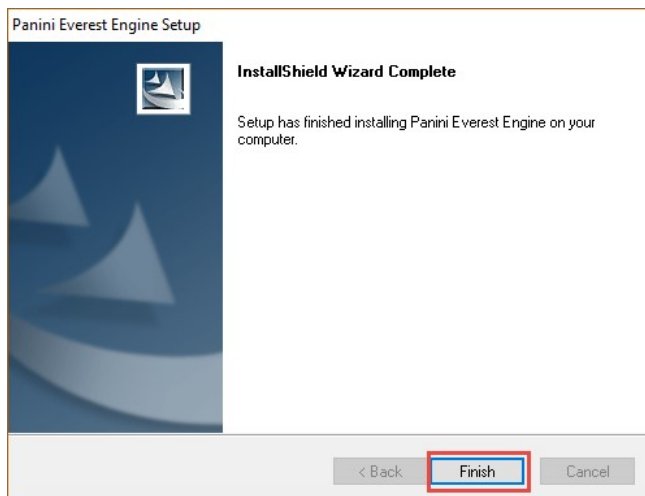 Panini Everest Engine Setup
InstallShield Wizard Complete
Setup has finished installing Panini Everest Engine on your
computer.
< Back
Finish
Cancel